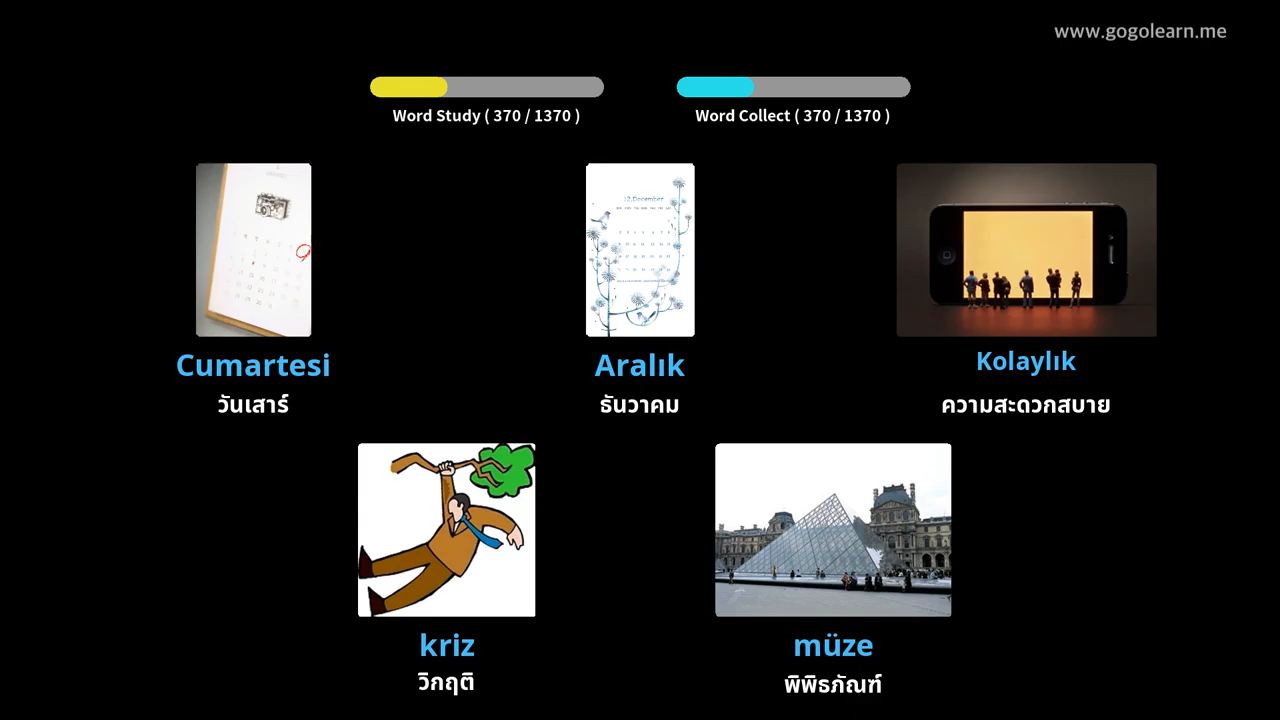 www.gogolearn.me
Word Study ( 370 / 1370 )
Word Collect ( 370 / 1370 )
12.December
Cumartesi
Aralık
Kolaylık
วันเสาร์
ธันวาคม
ความสะดวกสบาย
kriz
müze
วิกฤติ
พิพิธภัณฑ์